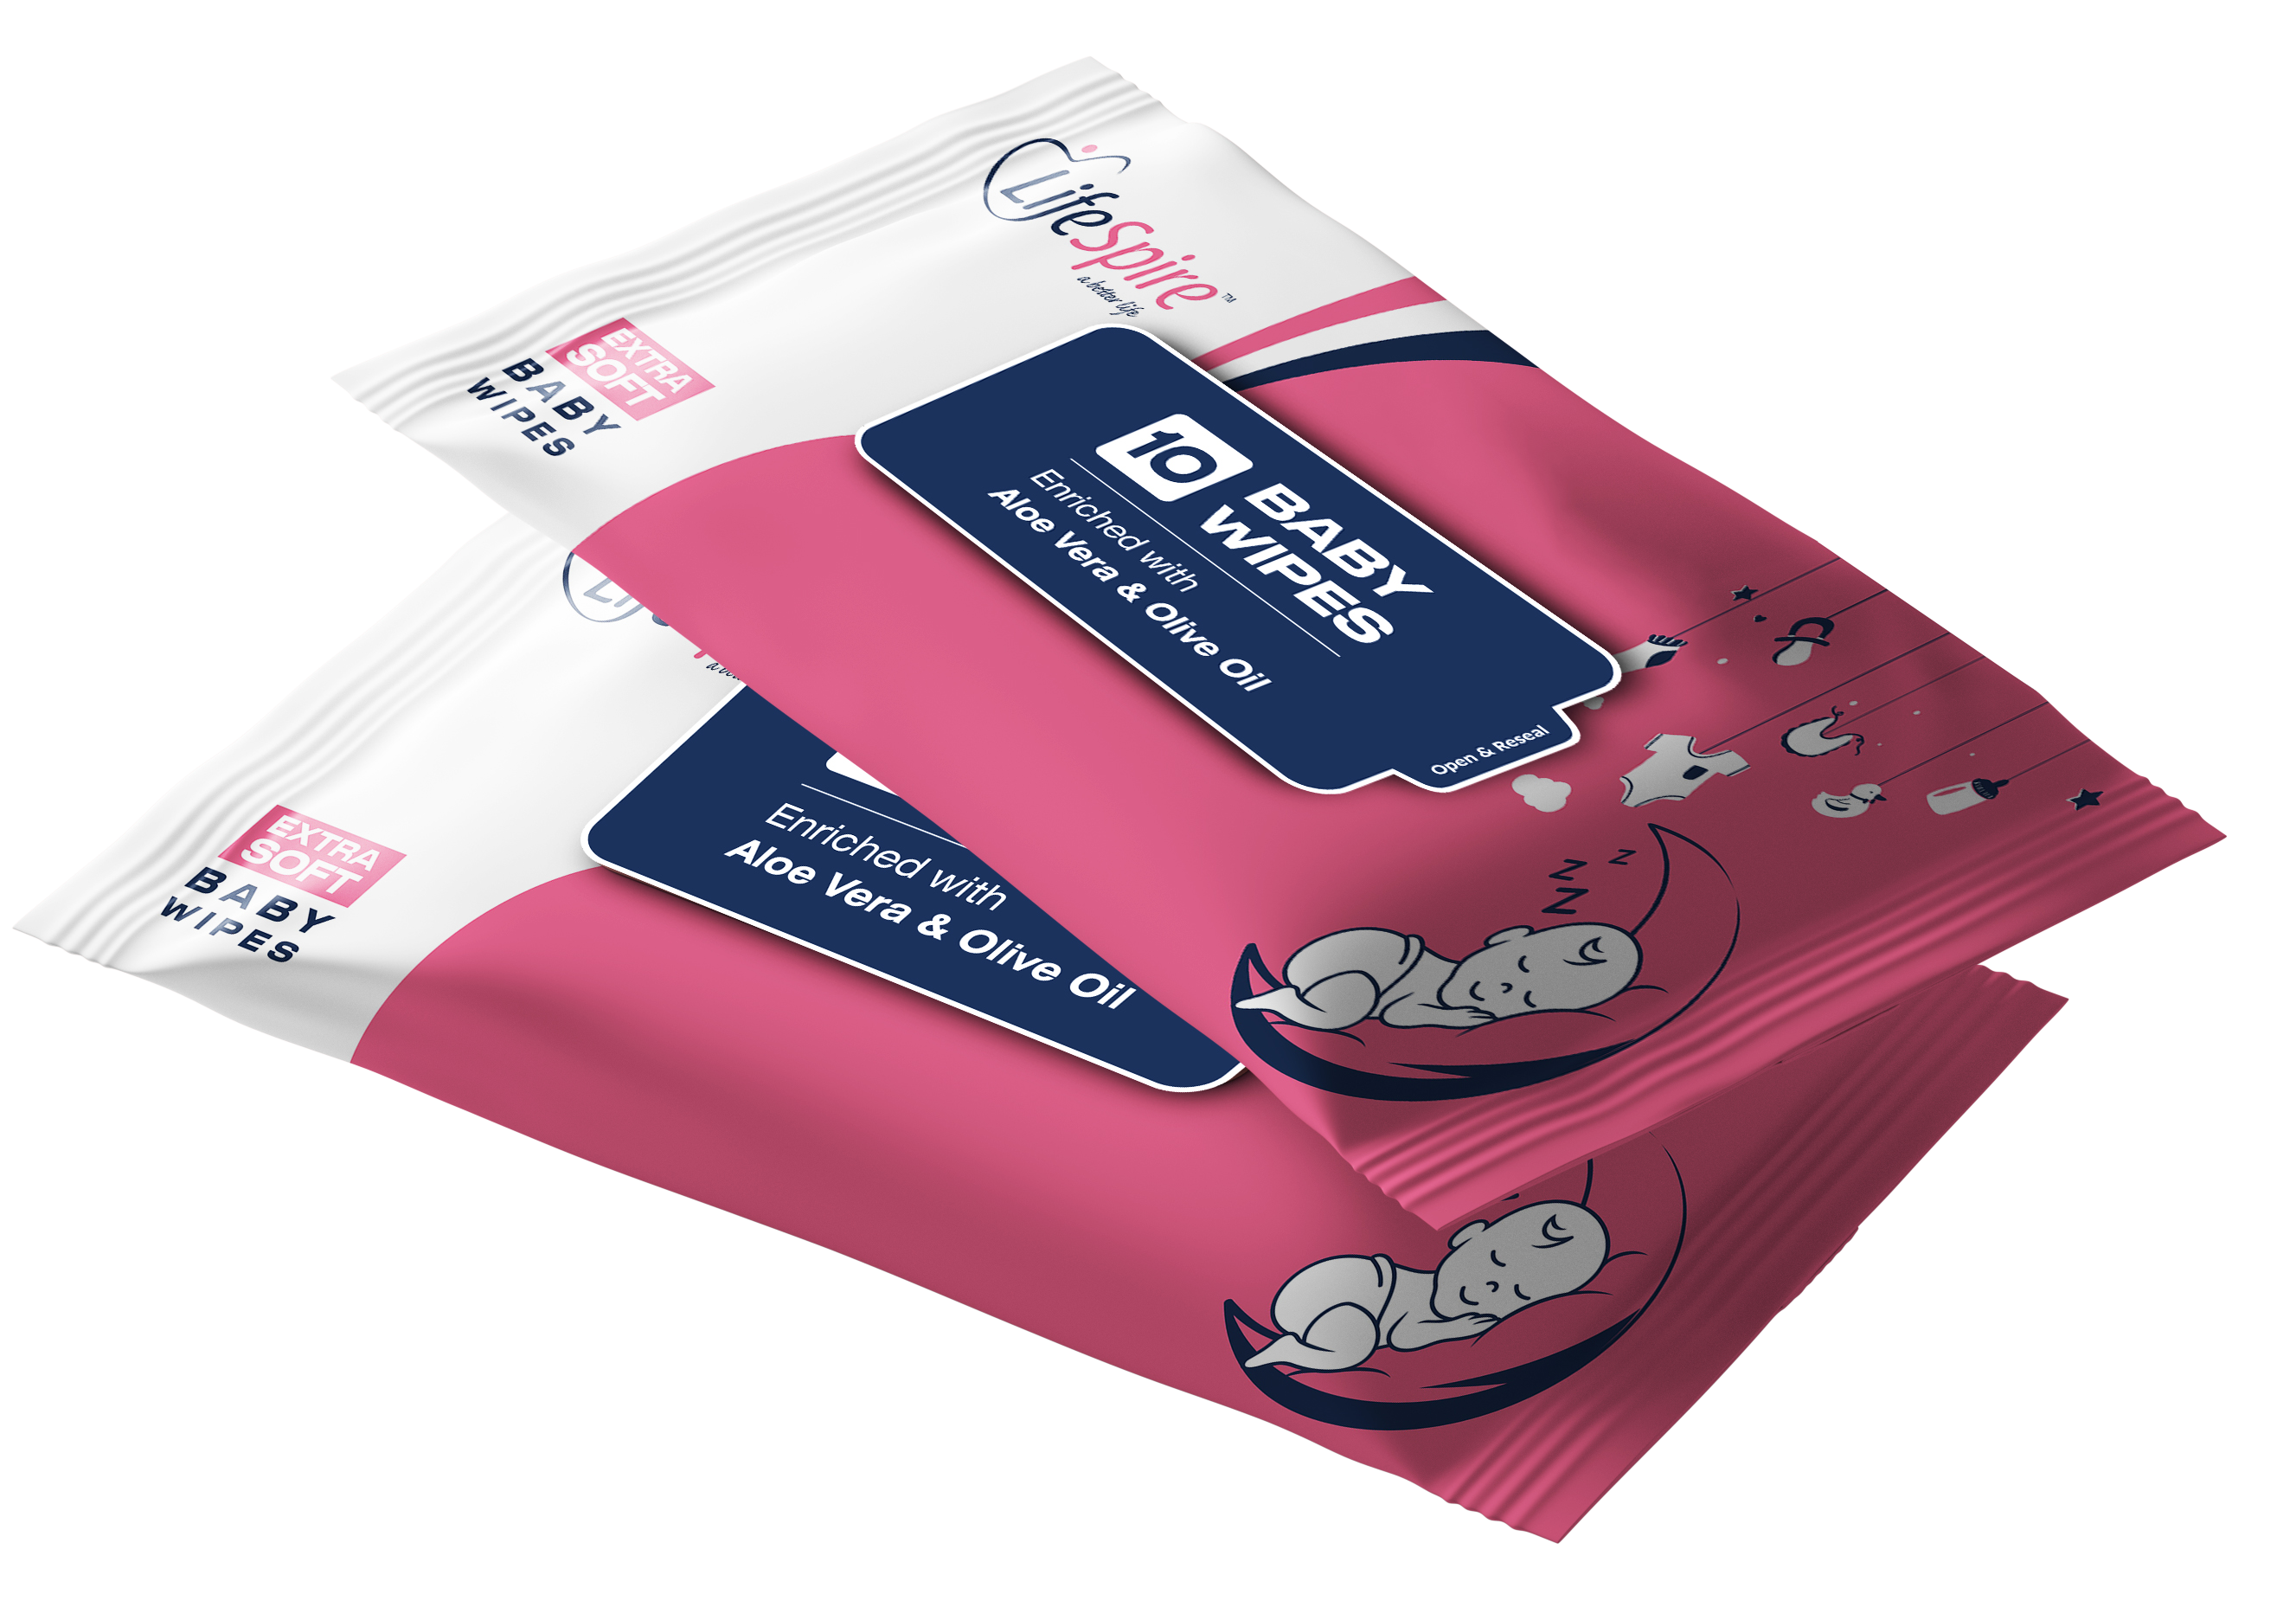 Lifespire™
a better life
EXTRA
SOFT
BABY
WIPES
10 BABY
WIPES
Enriched with
Aloe Vera & Olive Oil
Open & Reseal
z
z
z
EXTRA
SOFT
BABY
WIPES
Enriched with
Aloe Vera & Olive Oil